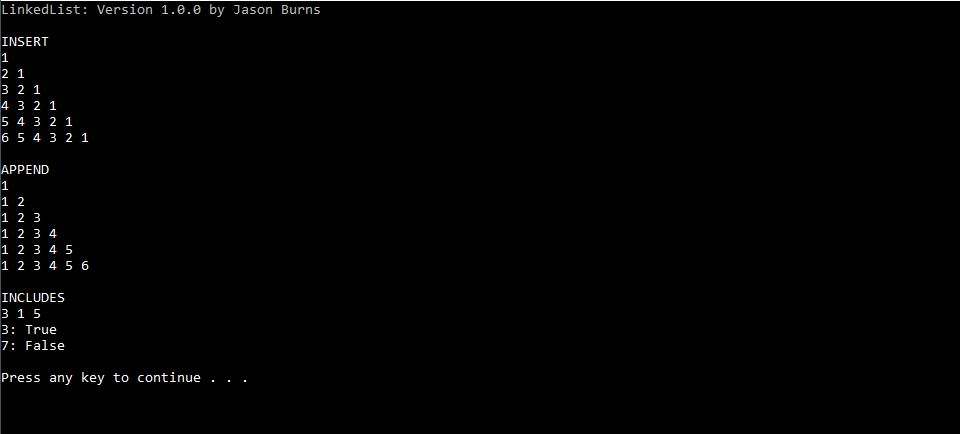 LinkedList: Version 1.0.0 by Jason Burns
INSERT
1
2 1
3 2 1
4 3 2 1
5 4 3 2 1
6 5 4 3 2 1
APPEND
1
1 2
1 2 3
1 2 3 4
1 2 3 4 5
1 2 3 4 5 6
INCLUDES
3 1 5
3: True
7: False
Press any key to continue . . .